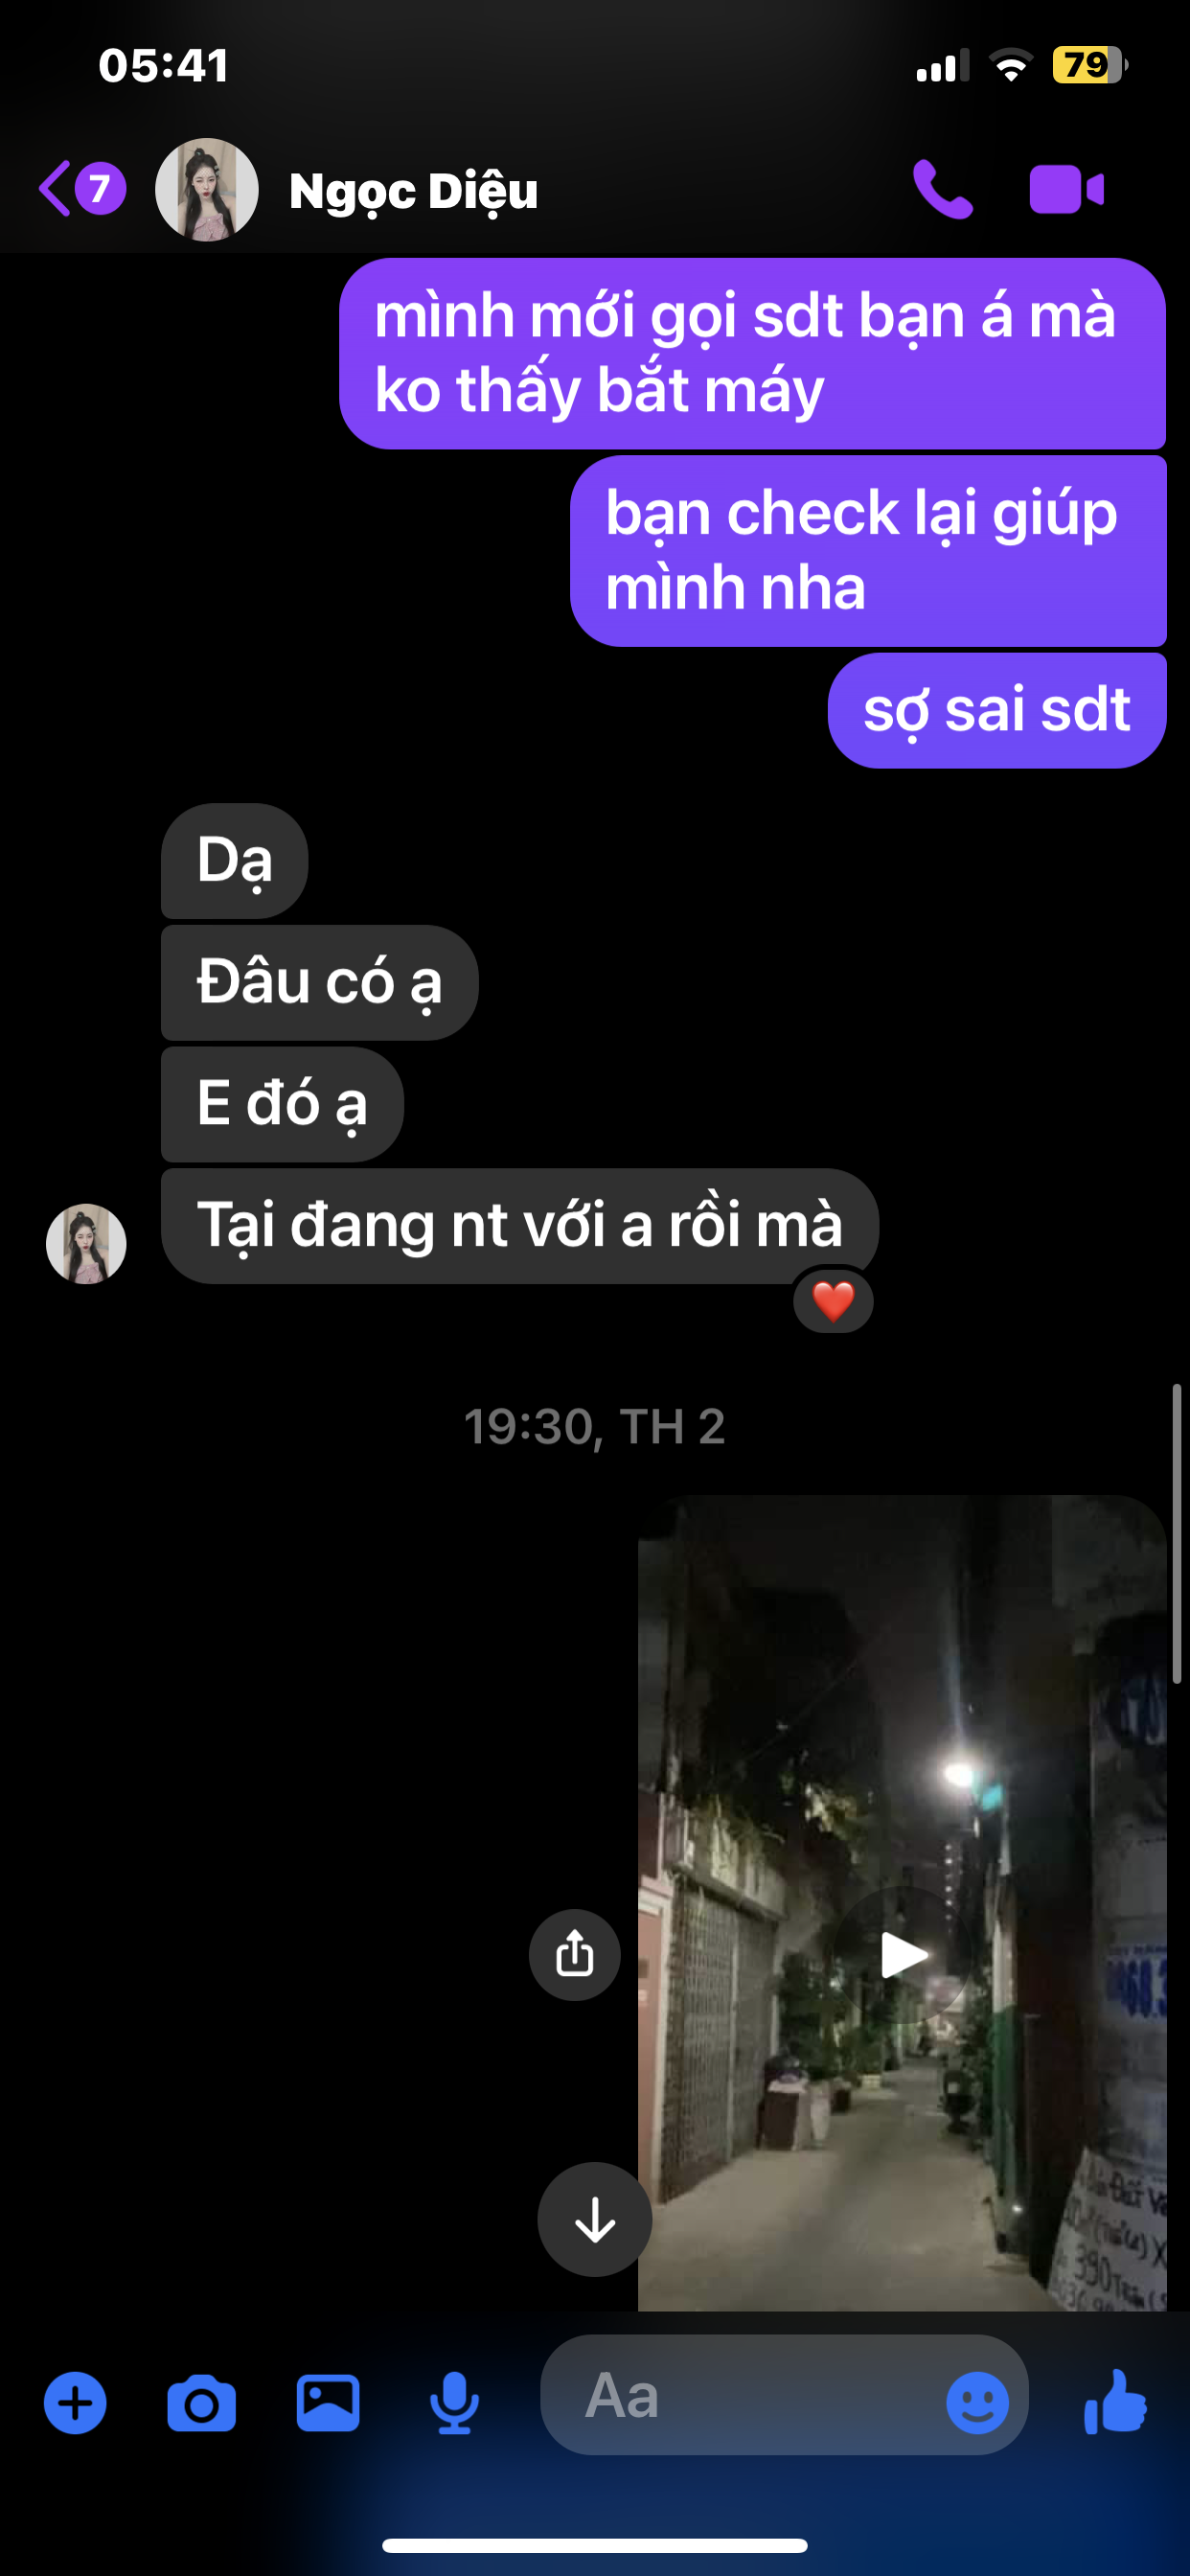 05:41
79
7
Ngọc Diệu
mình mới gọi sdt bạn á mà
ko thấy bắt máy
bạn check lại giúp
mình nha
sợ sai sdt
Dạ
Đâu có ạ
E đó ạ
Tại đang nt với a rồi mà
19:30, TH 2
Đất
390
Aa